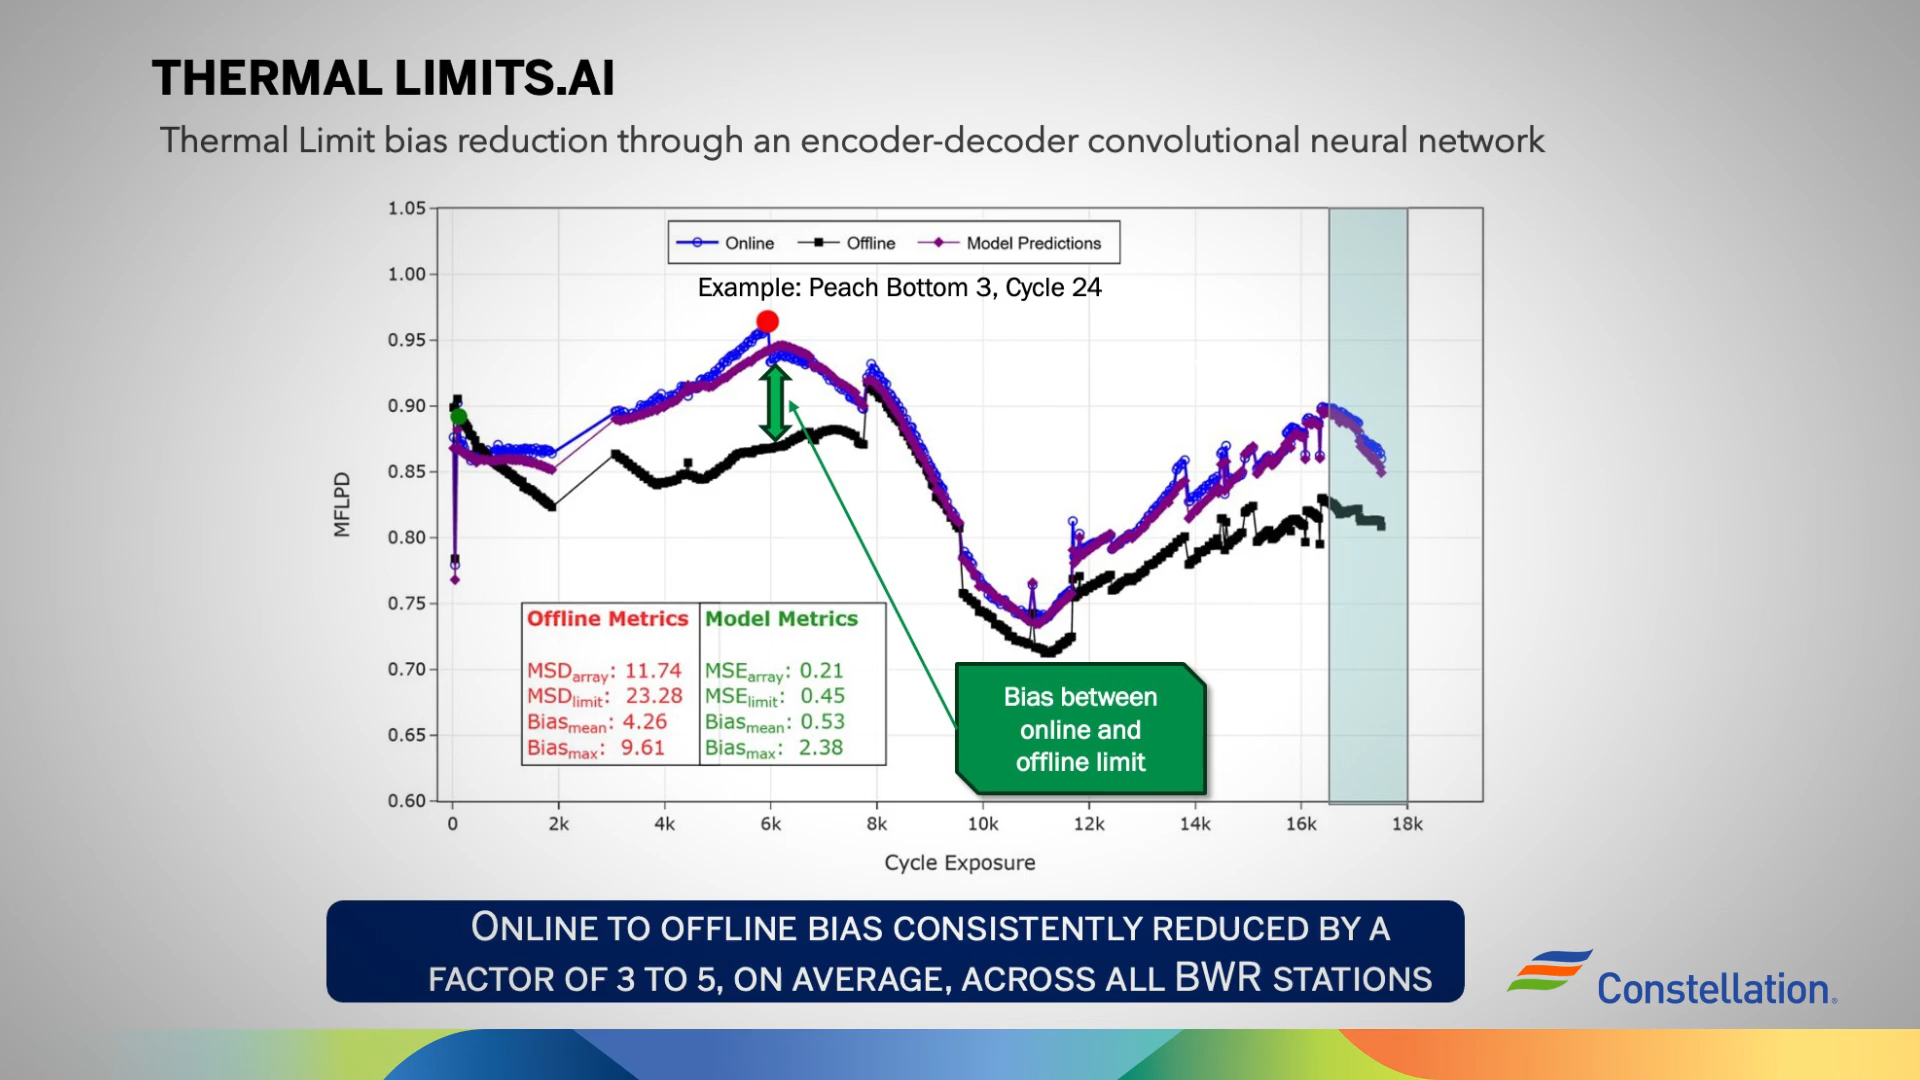 THERMAL LIMITS.AI
Thermal Limit bias reduction through an encoder-decoder convolutional neural network
Online Offline Model Predictions
Example: Peach Bottom 3, Cycle 24
1.05
1.00
0.95
0.90
0.85
0.80
0.75
0.70
0.65
0.60
MFLPD
Offline Metrics
MSDarray: 11.74
MSDlimit: 23.28
Biasmean: 4.26
Biasmax: 9.61
Model Metrics
MSEarray: 0.21
MSElimit: 0.45
Biasmean: 0.53
Biasmax: 2.38
Bias between
online and
offline limit
0 2k 4k 6k 8k 10k 12k 14k 16k 18k
Cycle Exposure
ONLINE TO OFFLINE BIAS CONSISTENTLY REDUCED BY A
FACTOR OF 3 TO 5, ON AVERAGE, ACROSS ALL BWR STATIONS
Constellation®